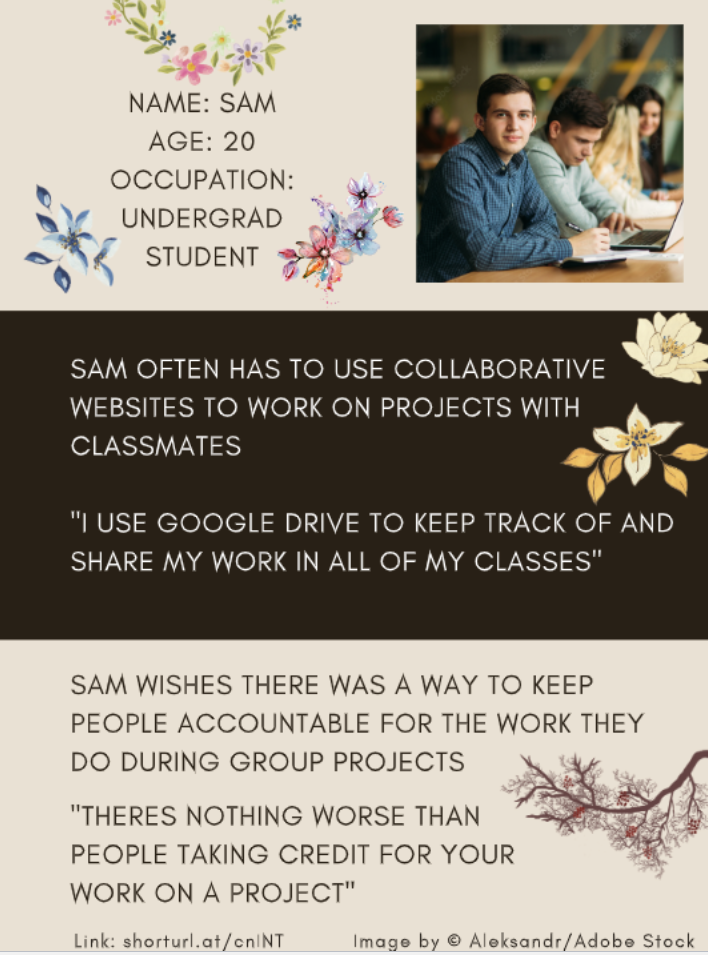 NAME: SAM
AGE: 20
OCCUPATION:
UNDERGRAD
STUDENT
SAM OFTEN HAS TO USE COLLABORATIVE
WEBSITES TO WORK ON PROJECTS WITH
CLASSMATES
"I USE GOOGLE DRIVE TO KEEP TRACK OF AND
SHARE MY WORK IN ALL OF MY CLASSES"
SAM WISHES THERE WAS A WAY TO KEEP
PEOPLE ACCOUNTABLE FOR THE WORK THEY
DO DURING GROUP PROJECTS
"THERES NOTHING WORSE THAN
PEOPLE TAKING CREDIT FOR YOUR
WORK ON A PROJECT"
Link: shorturl.at/cnINT Image by © Aleksandr/Adobe Stock